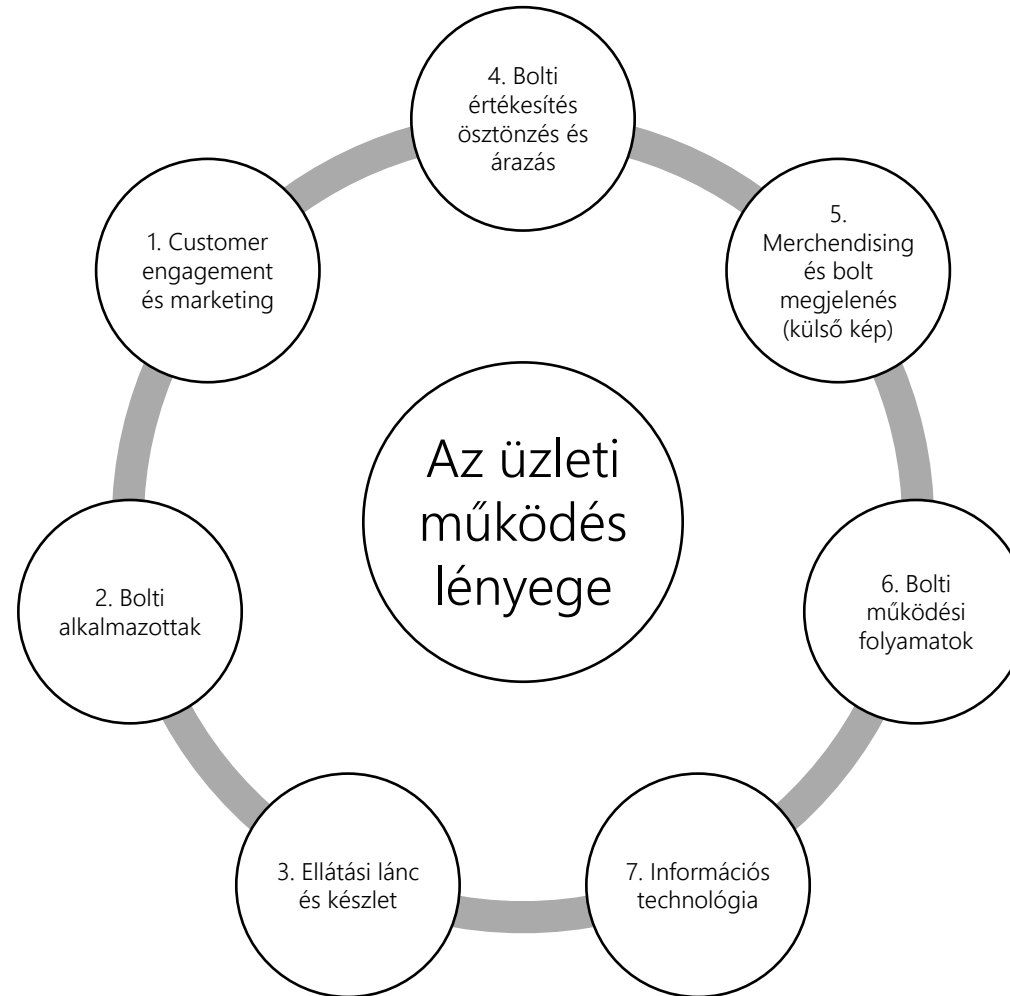 4. Bolti
értékesítés
ösztönzés és
árazás
1. Customer
engagement
és marketing
5.
Merchendising
és bolt
megjelenés
(külső kép)
Az üzleti
működés
lényege
2. Bolti
alkalmazottak
6. Bolti
működési
folyamatok
3. Ellátási lánc
és készlet
7. Információs
technológia